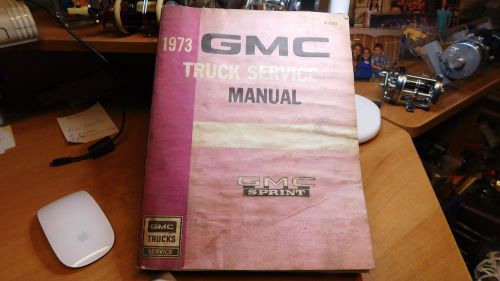 1973 GMC
TRUCK SERVICE
MANUAL
GMC
SPRINT
GMC
TRUCKS
SERVICE